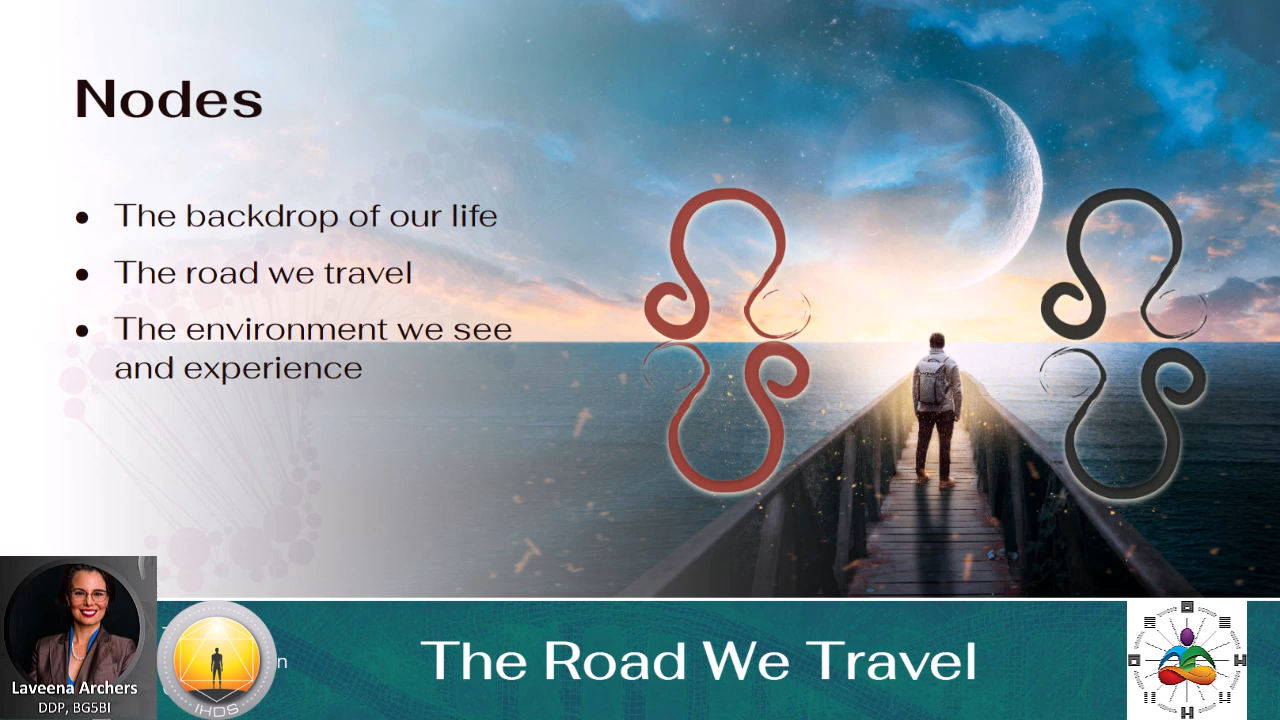 Nodes
● The backdrop of our life
● The road we travel
● The environment we see
and experience
The Road We Travel
Laveena Archers
DDP, BG5BI
IHDS
n